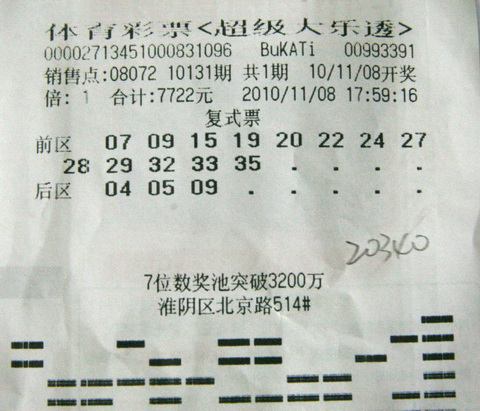 体育彩票<超级大乐透>
0000271345100083​1096 BuKATi 00993391
销售点:08072 10131期 共1期 10/11/08开奖
倍: 1 合计:7722元 2010/11/08 17:59:16
复式票
前区 07 09 15 19 20 22 24 27
28 29 32 33 35 . . . .
后区 04 05 09 . . . . .
20340
7位数奖池突破3200万
淮阴区北京路514#